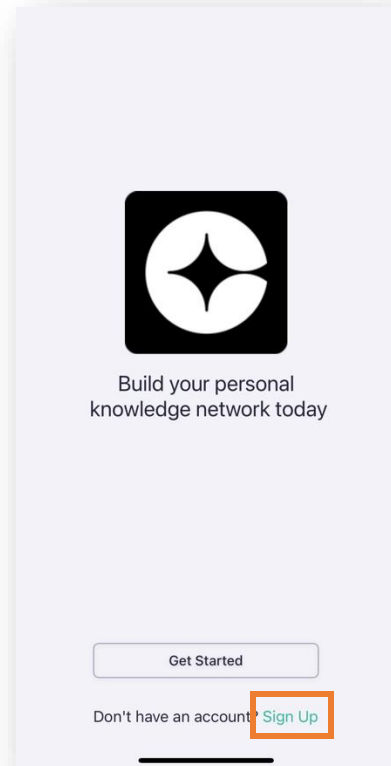 Build your personal
knowledge network today
Get Started
Don't have an account? Sign Up